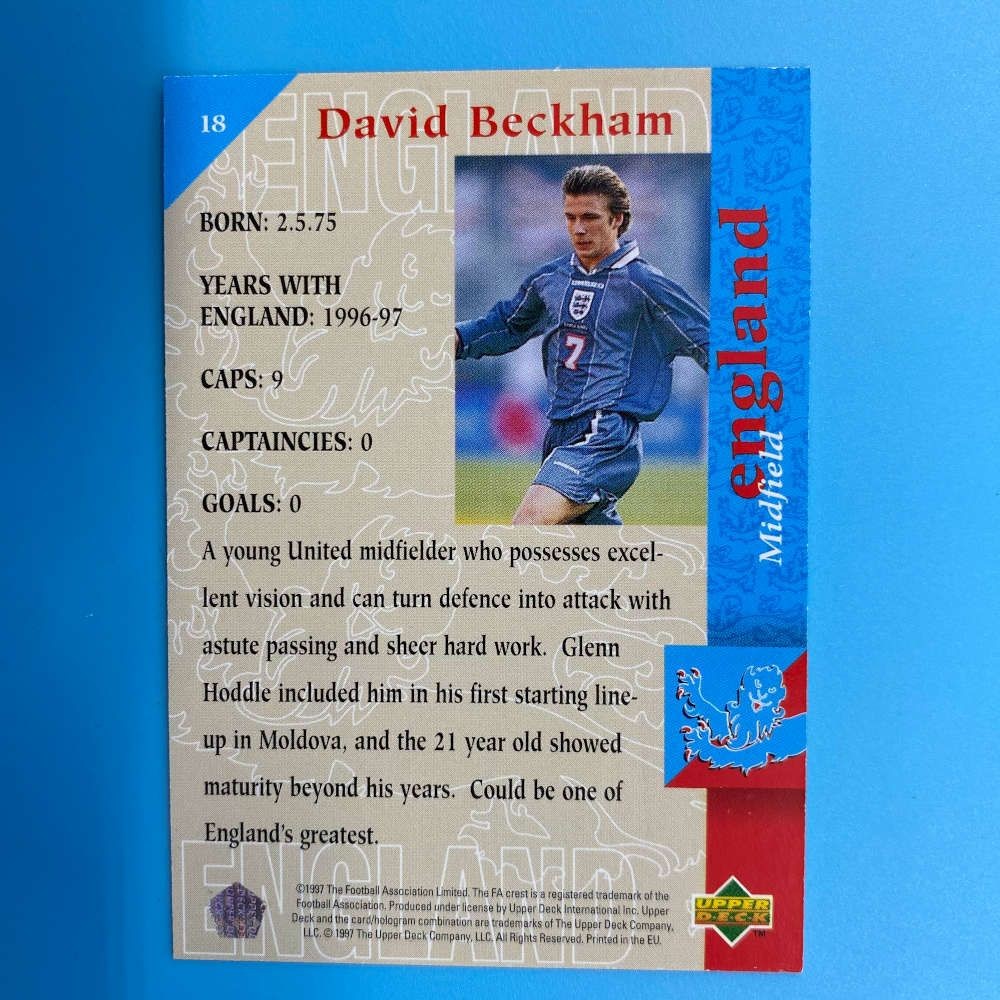 ENGLAND
18
David Beckham
BORN: 2.5.75
YEARS WITH
ENGLAND: 1996-97
CAPS: 9
CAPTAINCIES: 0
GOALS: 0
7
england
Midfield
A young United midfielder who possesses excel-
lent vision and can turn defence into attack with
astute passing and sheer hard work. Glenn
Hoddle included him in his first starting line-
up in Moldova, and the 21 year old showed
maturity beyond his years. Could be one of
England's greatest.
ENGLAND
©1997 The Football Association Limited. The FA crest is a registered trademark of the
Football Association. Produced under license by Upper Deck International Inc. Upper
Deck and the card/hologram combination are trademarks of The Upper Deck Company,
LLC. © 1997 The Upper Deck Company, LLC. All Rights Reserved. Printed in the EU.
UPPER
DECK
TM